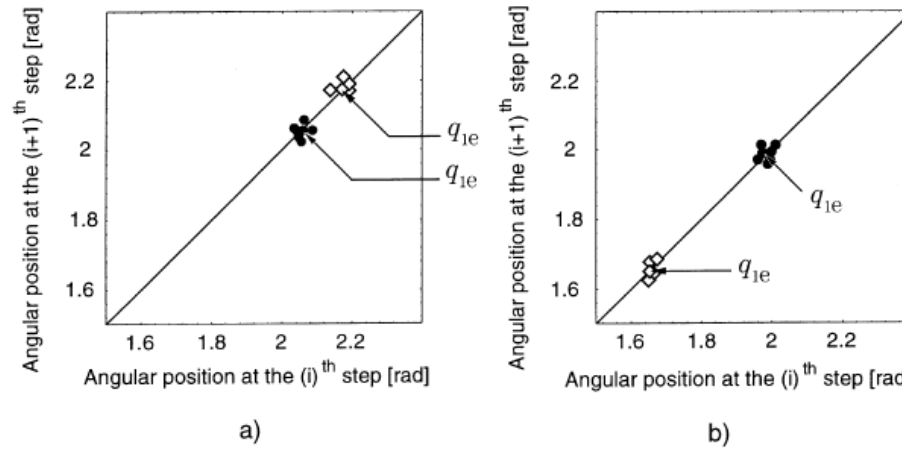 Angular position at the (i+1)th step [rad]
2.2
2
1.8
1.6
1.6
1.8
2
2.2
q1e
q1e
Angular position at the (i)th step [rad]
a)
Angular position at the (i+1)th step [rad]
2.2
2
1.8
1.6
1.6
1.8
2
2.2
q1e
q1e
Angular position at the (i)th step [rad
b)